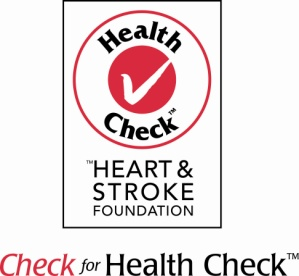 Health
Check™
™HEART &
STROKE
FOUNDATION
Check for Health Check™